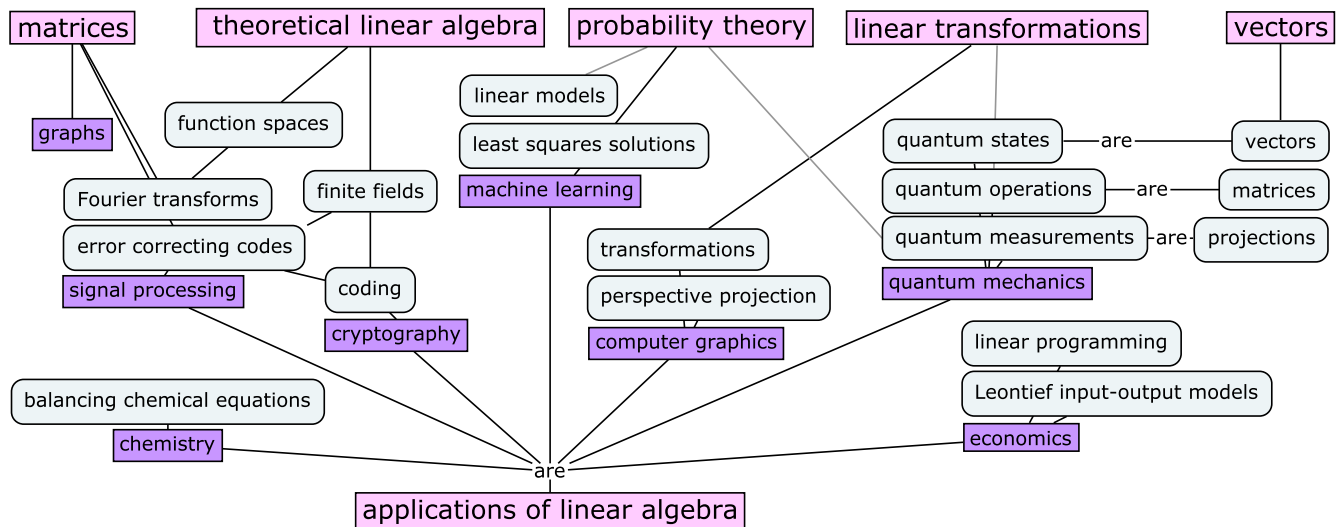 matrices
theoretical linear algebra
probability theory
linear transformations
vectors
linear models
function spaces
graphs
least squares solutions
quantum states
are
vectors
machine learning
Fourier transforms
finite fields
quantum operations
are
matrices
error correcting codes
transformations
quantum measurements
are
projections
signal processing
coding
perspective projection
quantum mechanics
cryptography
computer graphics
linear programming
balancing chemical equations
Leontief input-output models
chemistry
economics
are
applications of linear algebra